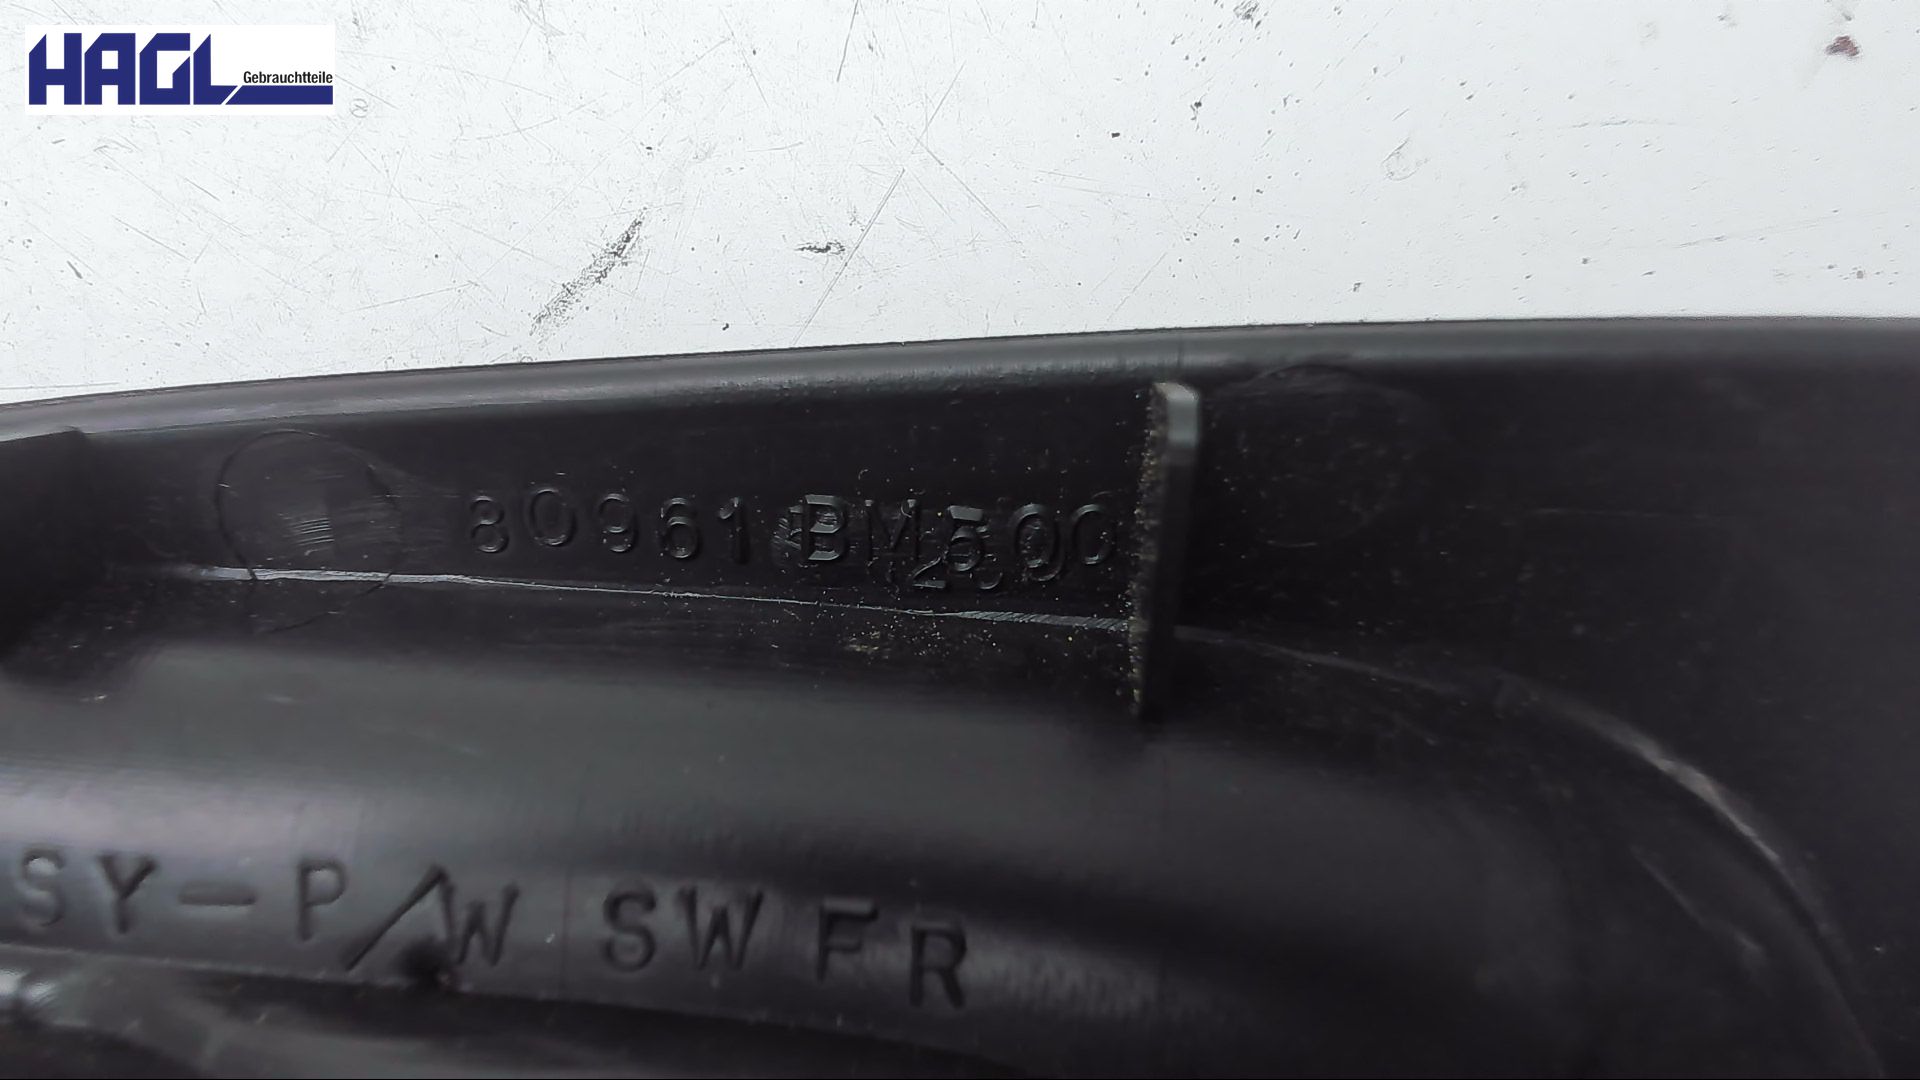 HAGL
Gebrauchtteile
80961 BM500
SY-P/W SW FR